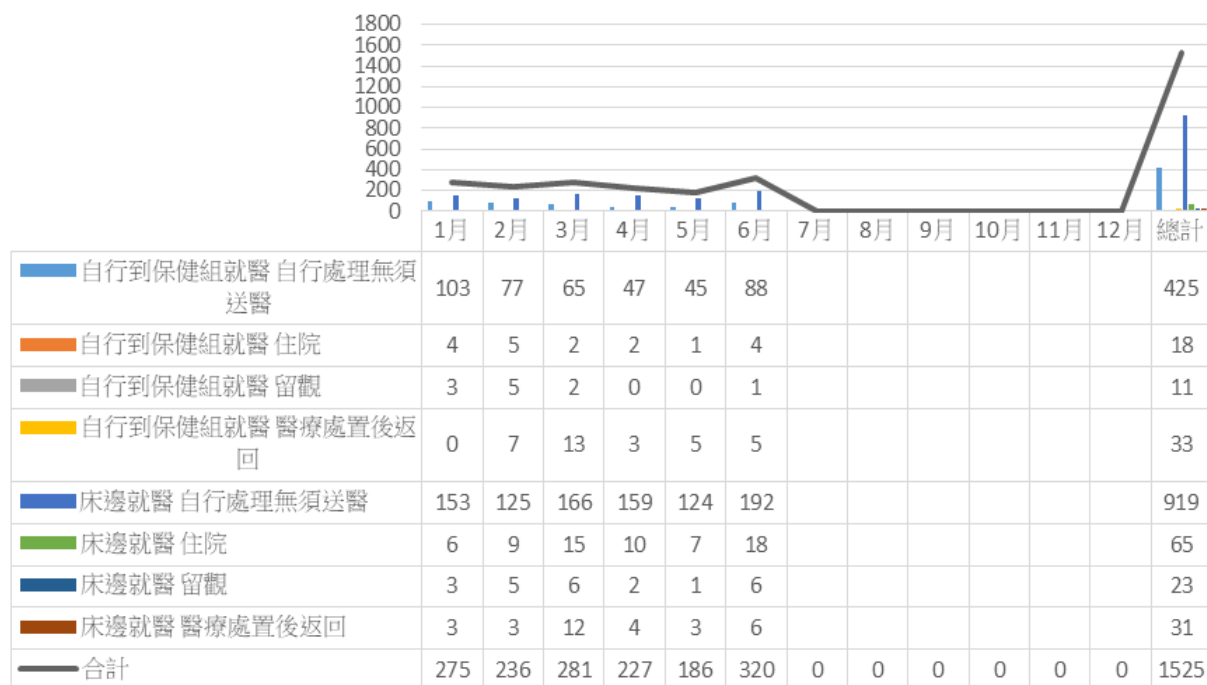 1800
1600
1400
1200
1000
800
600
400
200
0
1月 2月 3月 4月 5月 6月 7月 8月 9月 10月 11月 12月 總計
自行到保健組就醫 自行處理無須
送醫
103 77 65 47 45 88 425
自行到保健組就醫 住院 4 5 2 2 1 4 18
自行到保健組就醫 留觀 3 5 2 0 0 1 11
自行到保健組就醫 醫療處置後返
回
0 7 13 3 5 5 33
床邊就醫 自行處理無須送醫 153 125 166 159 124 192 919
床邊就醫 住院 6 9 15 10 7 18 65
床邊就醫 留觀 3 5 6 2 1 6 23
床邊就醫 醫療處置後返回 3 3 12 4 3 6 31
合計 275 236 281 227 186 320 0 0 0 0 0 0 1525